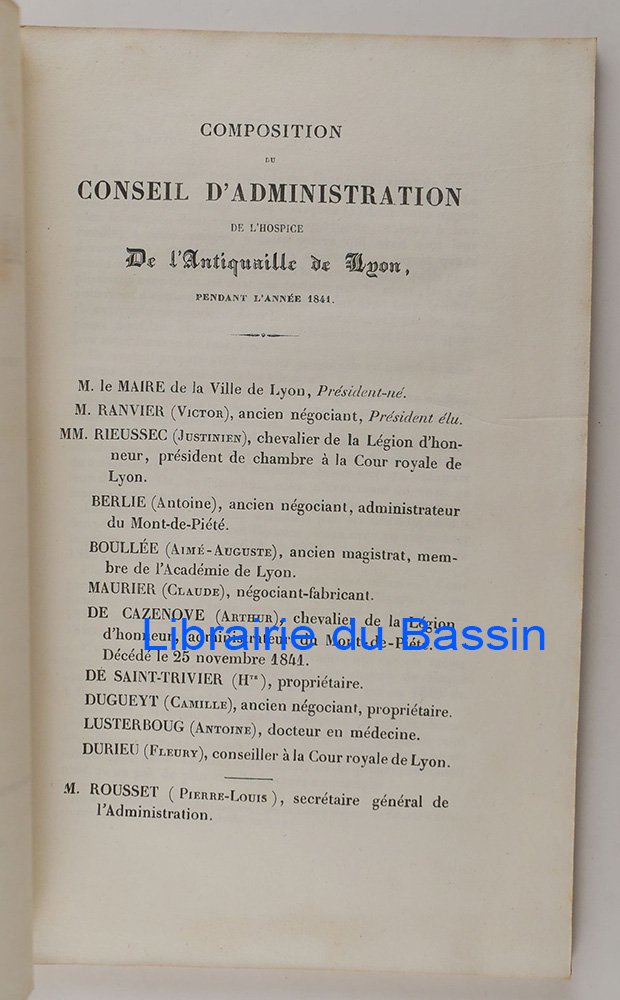 COMPOSITION
DU
CONSEIL D'ADMINISTRATION
DE L'HOSPICE
De l'Antiquaille de Lyon,
PENDANT L'ANNÉE 1841.
M. le MAIRE de la Ville de Lyon, Président-né.
M. RANVIER (VICTOR), ancien négociant, Président élu.
MM. RIEUSSEC (JUSTINIEN), chevalier de la Légion d'hon-
neur, président de chambre à la Cour royale de
Lyon.
BERLIE (Antoine), ancien négociant, administrateur
du Mont-de-Piété.
BOULLÉE (AIMÉ-AUGUSTE), ancien magistrat, mem-
bre de l'Académie de Lyon.
MAURIER (CLAUDE), négociant-fabricant.
DE CAZENOVE (ARTHUR), chevalier de la Légion
d'honneur, administrateur du Mont-de-Piété.
Décédé le 25 novembre 1841.
DE SAINT-TRIVIER (Hte), propriétaire.
DUGUEYT (CAMILLE), ancien négociant, propriétaire.
LUSTERBOUG (ANTOINE), docteur en médecine.
DURIEU (FLEURY), conseiller à la Cour royale de Lyon.
M. ROUSSET (PIERRE-LOUIS), secrétaire général de
l'Administration.
Librairie du Bassin